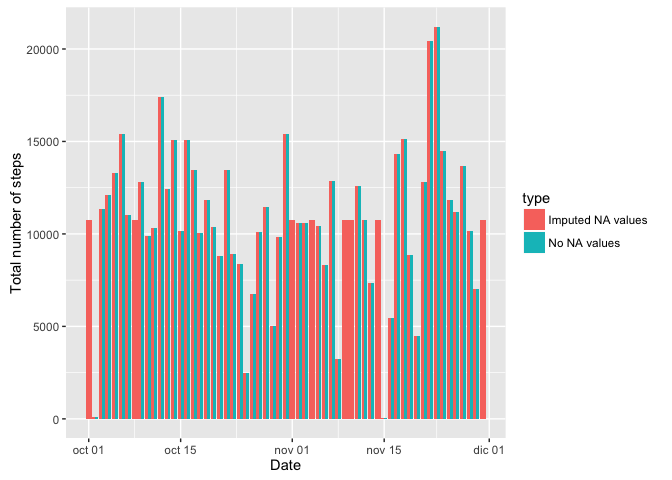 20000
15000
10000
5000
0
Total number of steps
oct 01
oct 15
nov 01
nov 15
dic 01
Date
type
Imputed NA values
No NA values